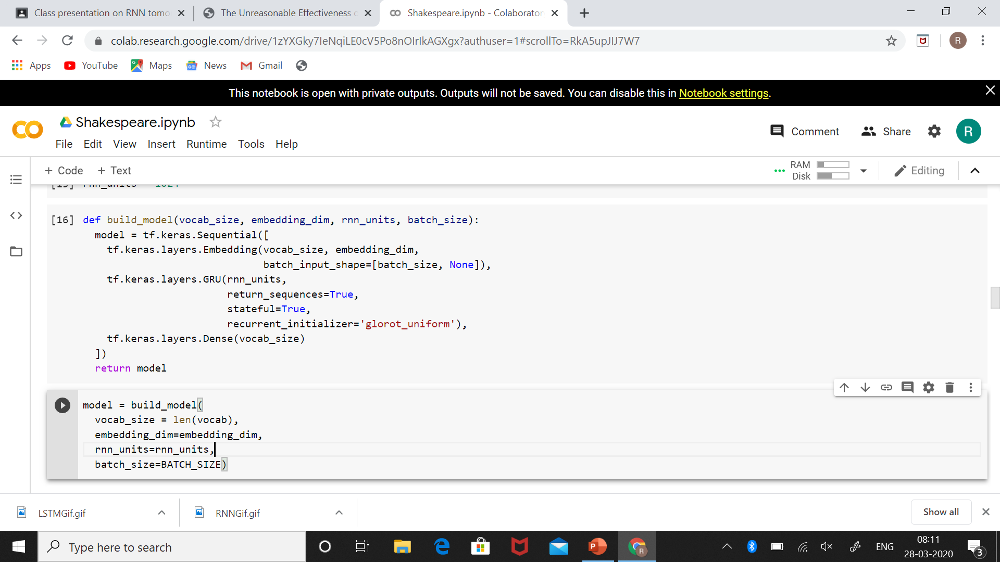 Class presentation on RNN tomo
The Unreasonable Effectiveness o
Shakespeare.ipynb - Colaborator
colab.research.google.com/drive/1zYXGky7IeNqiLE0cV5Po8nOIrIkAGXgx?authuser=1#scrollTo=RkA5upJIJ7W7
R
Apps YouTube Maps News Gmail
This notebook is open with private outputs. Outputs will not be saved. You can disable this in Notebook settings.
Shakespeare.ipynb
Comment Share R
File Edit View Insert Runtime Tools Help
+ Code + Text
RAM
Disk
Editing
[16] def build_model(vocab_size, embedding_dim, rnn_units, batch_size):
model = tf.keras.Sequential([
tf.keras.layers.Embedding(vocab_size, embedding_dim,
batch_input_shape=[batch_size, None]),
tf.keras.layers.GRU(rnn_units,
return_sequences=True,
stateful=True,
recurrent_initializer='glorot_uniform'),
tf.keras.layers.Dense(vocab_size)
])
return model
model = build_model(
vocab_size = len(vocab),
embedding_dim=embedding_dim,
rnn_units=rnn_units,
batch_size=BATCH_SIZE)
LSTMGif.gif RNNGif.gif Show all
Type here to search
ENG
08:11
28-03-2020
3